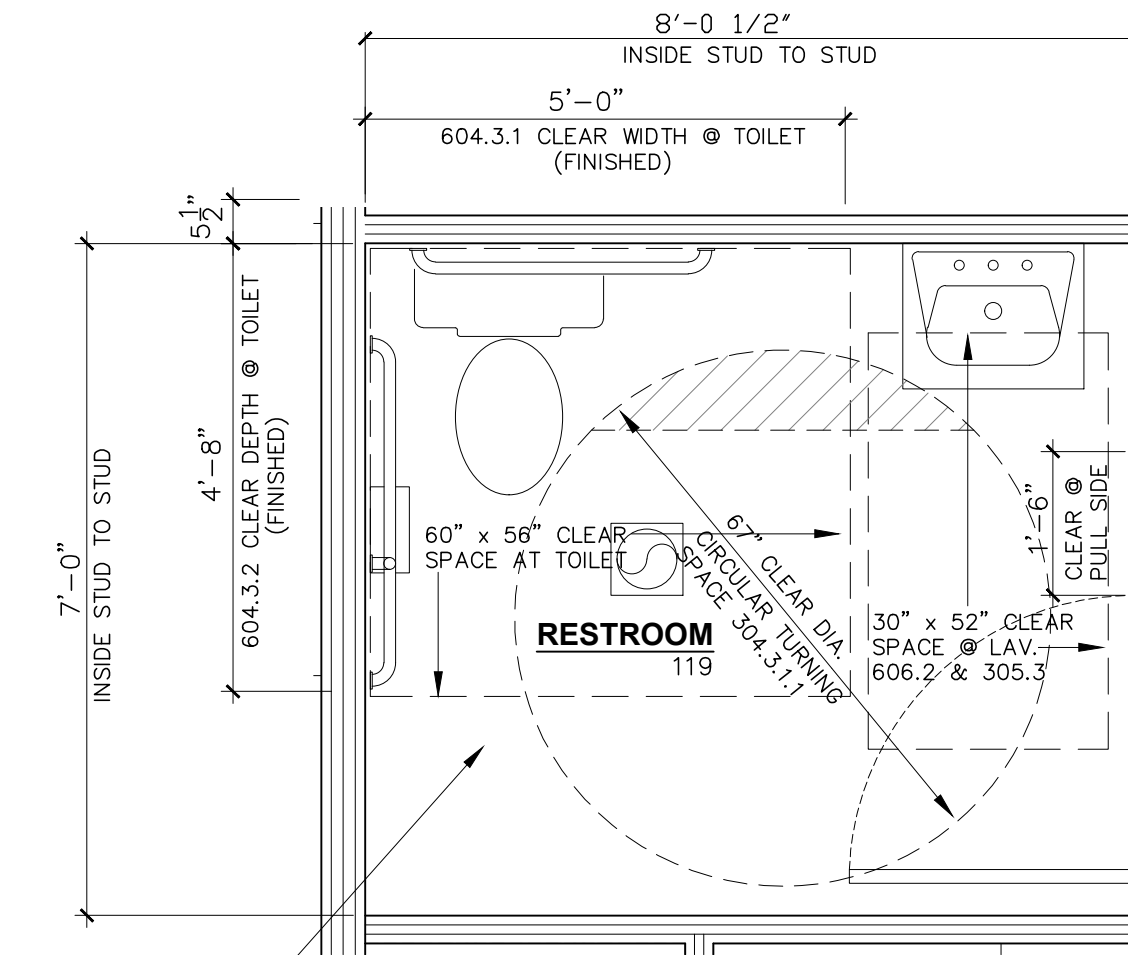 8'-0 1/2"
INSIDE STUD TO STUD
5'-0"
604.3.1 CLEAR WIDTH @ TOILET
(FINISHED)
5 1/2"
7'-0"
INSIDE STUD TO STUD
4'-8"
604.3.2 CLEAR DEPTH @ TOILET
(FINISHED)
60" x 56" CLEAR
SPACE AT TOILET
67" CLEAR DIA.
CIRCULAR TURNING
SPACE 304.3.1.1
RESTROOM
119
1'-6"
CLEAR @
PULL SIDE
30" x 52" CLEAR
SPACE @ LAV.
606.2 & 305.3